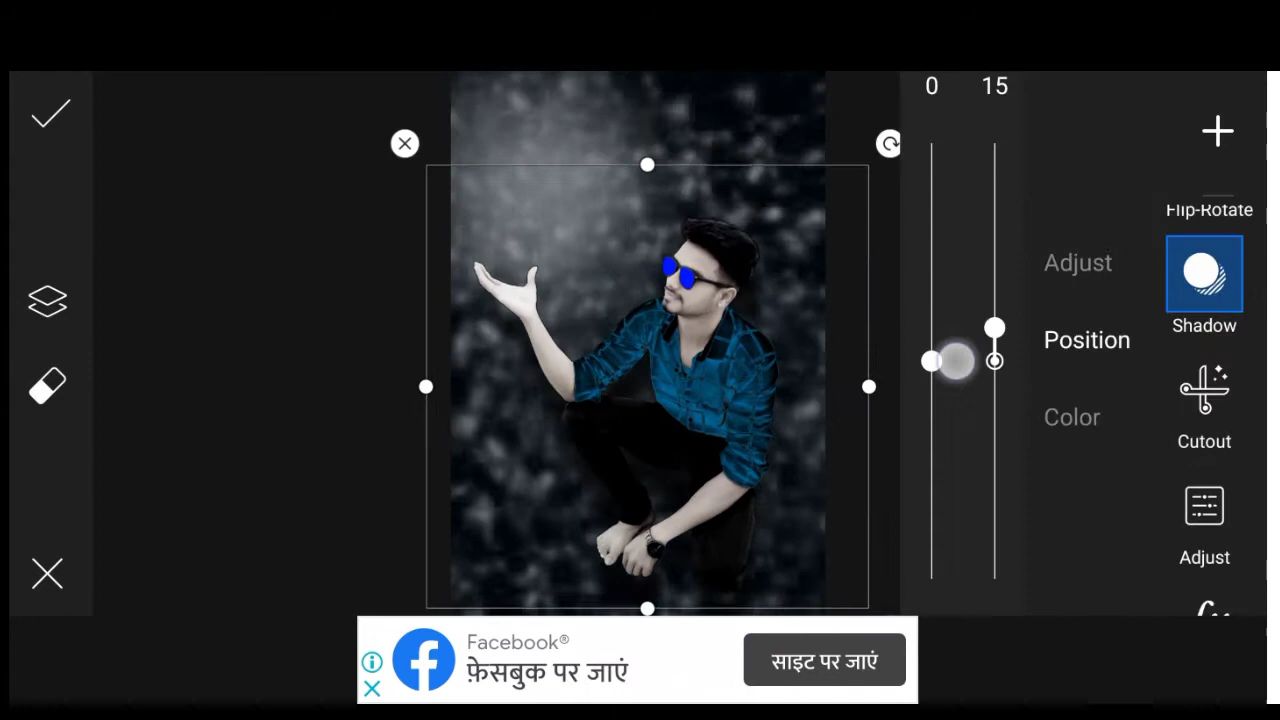 0 15
Flip-Rotate
Shadow
Cutout
Adjust
Adjust
Position
Color
Facebook®
फ़ेसबुक पर जाएं
साइट पर जाएं